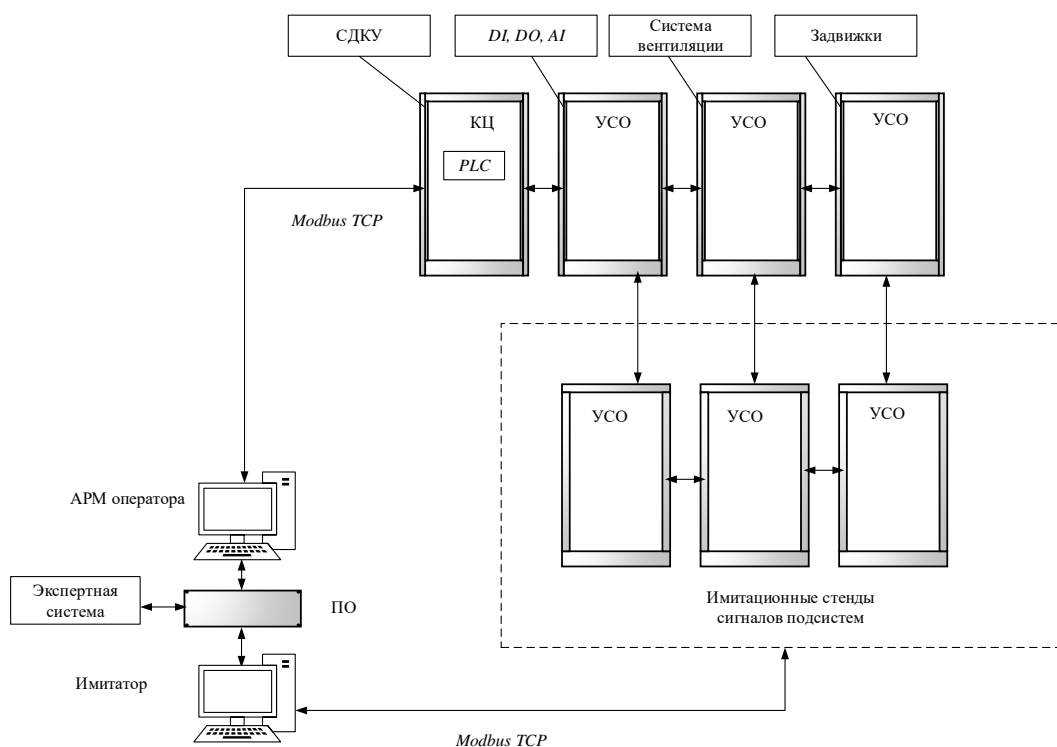 СДКУ
DI, DO, AI
Система
вентиляции
Задвижки
КЦ
УСО
УСО
УСО
PLC
Modbus TCP
УСО
УСО
УСО
АРМ оператора
Экспертная
система
ПО
Имитационные стенды
сигналов подсистем
Имитатор
Modbus TCP